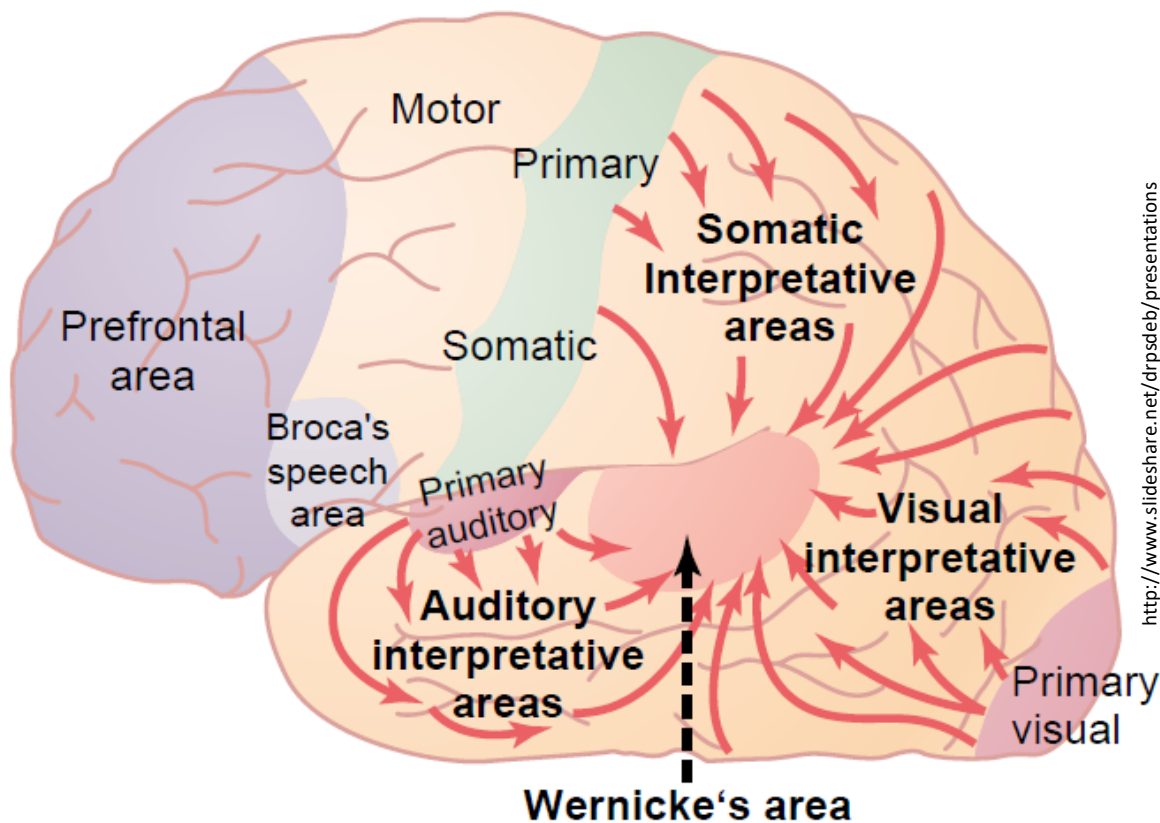 Motor
Primary
Somatic
Interpretative
areas
Prefrontal
area
Somatic
Broca's
speech
area
Primary
auditory
Visual
interpretative
areas
Auditory
interpretative
areas
Primary
visual
Wernicke‘s area
http://www.slideshare.net/drpsdeb/presentations